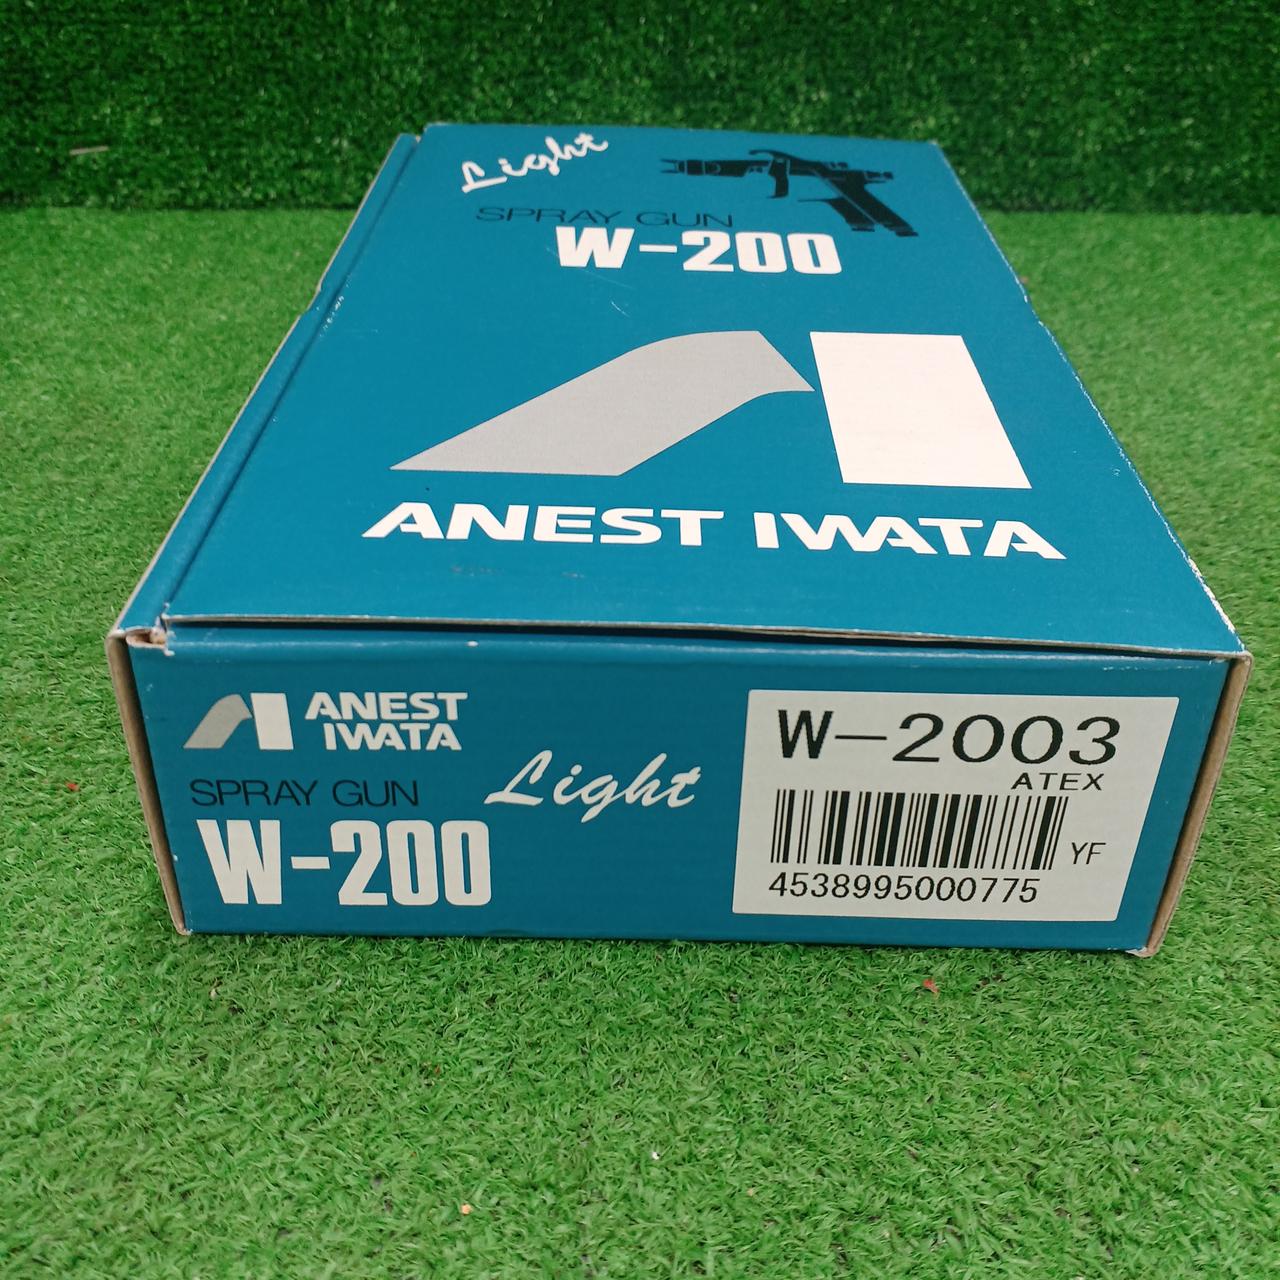 Light
SPRAY GUN
W-200
ANEST IWATA
ANEST
IWATA
SPRAY GUN
Light
W-200
W-2003
ATEX
YF
4538995000775